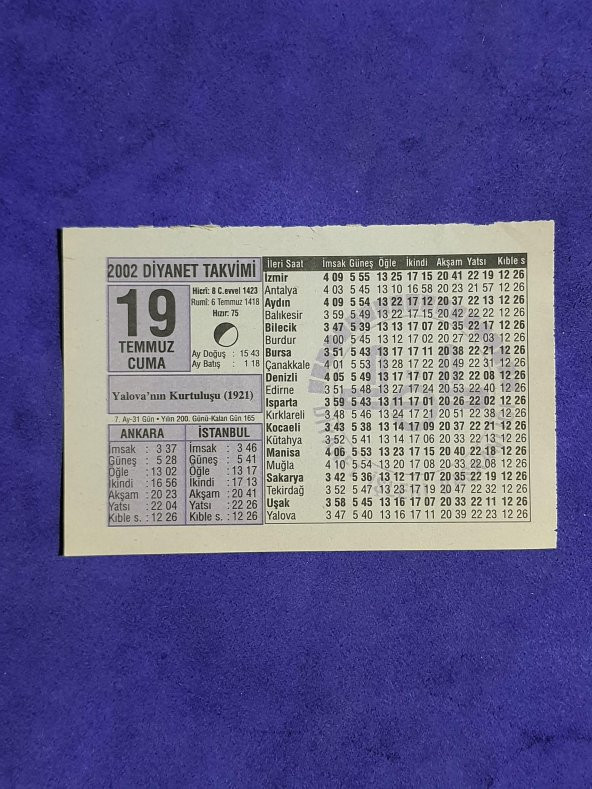 2002 DİYANET TAKVİMİ
19
TEMMUZ
CUMA
Hicrî: 8 C.evvel 1423
Rumî: 6 Temmuz 1418
Hızır: 75
Ay Doğuş : 15 43
Ay Batış : 1 18
Yalova'nın Kurtuluşu (1921)
7. Ay-31 Gün • Yılın 200. Günü-Kalan Gün 165
ANKARA
İmsak : 3 37
Güneş : 5 28
Öğle : 13 02
İkindi : 16 56
Akşam : 20 23
Yatsı : 22 04
Kıble s. : 12 26
İSTANBUL
İmsak : 3 46
Güneş : 5 41
Öğle : 13 17
İkindi : 17 13
Akşam : 20 41
Yatsı : 22 26
Kıble s. : 12 26
İleri Saat İmsak Güneş Öğle İkindi Akşam Yatsı Kıble s
İzmir 4 09 5 55 13 25 17 15 20 41 22 19 12 26
Antalya 4 03 5 45 13 10 16 58 20 23 21 57 12 26
Aydın 4 09 5 54 13 22 17 12 20 37 22 13 12 26
Balıkesir 3 59 5 49 13 21 17 15 20 42 22 22 12 26
Bilecik 3 47 5 39 13 13 17 07 20 35 22 17 12 26
Burdur 4 00 5 45 13 12 17 02 20 27 22 03 12 26
Bursa 3 51 5 43 13 17 17 11 20 38 22 21 12 26
Çanakkale 4 01 5 53 13 28 17 22 20 49 22 31 12 26
Denizli 4 05 5 49 13 17 17 07 20 32 22 08 12 26
Edirne 3 51 5 48 13 27 17 24 20 53 22 40 12 26
Isparta 3 59 5 43 13 11 17 01 20 26 22 02 12 26
Kırklareli 3 48 5 46 13 24 17 21 20 51 22 38 12 26
Kocaeli 3 43 5 38 13 14 17 09 20 37 22 21 12 26
Kütahya 3 52 5 41 13 14 17 06 20 33 22 14 12 26
Manisa 4 06 5 53 13 23 17 15 20 40 22 18 12 26
Muğla 4 10 5 54 13 20 17 08 20 33 22 08 12 26
Sakarya 3 42 5 36 13 12 17 07 20 35 22 19 12 26
Tekirdağ 3 52 5 47 13 23 17 19 20 47 22 32 12 26
Uşak 3 58 5 45 13 16 17 07 20 33 22 11 12 26
Yalova 3 47 5 40 13 16 17 11 20 39 22 23 12 26